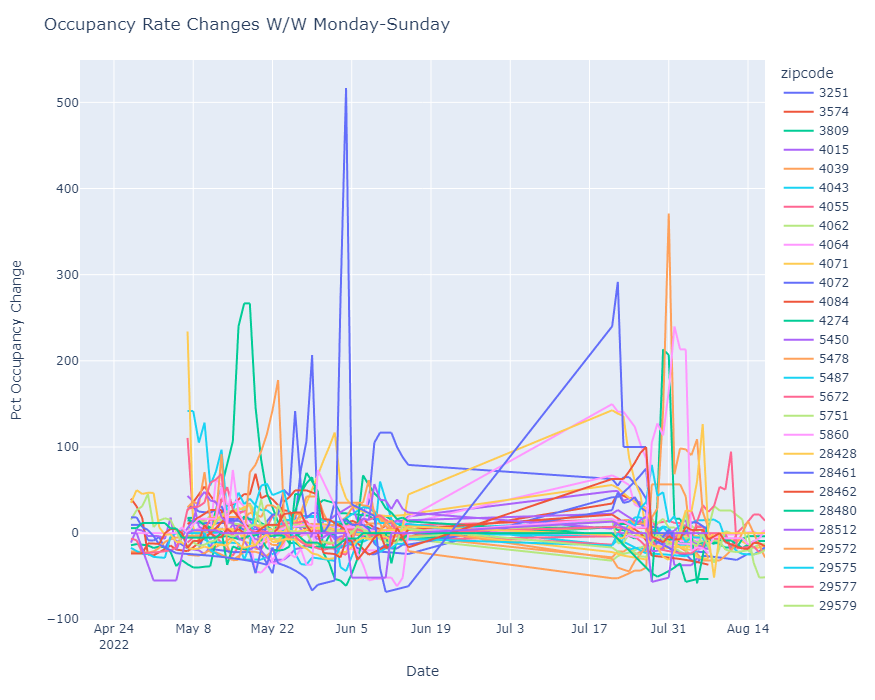 Occupancy Rate Changes W/W Monday-Sunday
zipcode
3251
3574
3809
4015
4039
4043
4055
4062
4064
4071
4072
4084
4274
5450
5478
5487
5672
5751
5860
28428
28461
28462
28480
28512
29572
29575
29577
29579
Pct Occupancy Change
500
400
300
200
100
0
−100
Apr 24
2022
May 8
May 22
Jun 5
Jun 19
Jul 3
Jul 17
Jul 31
Aug 14
Date